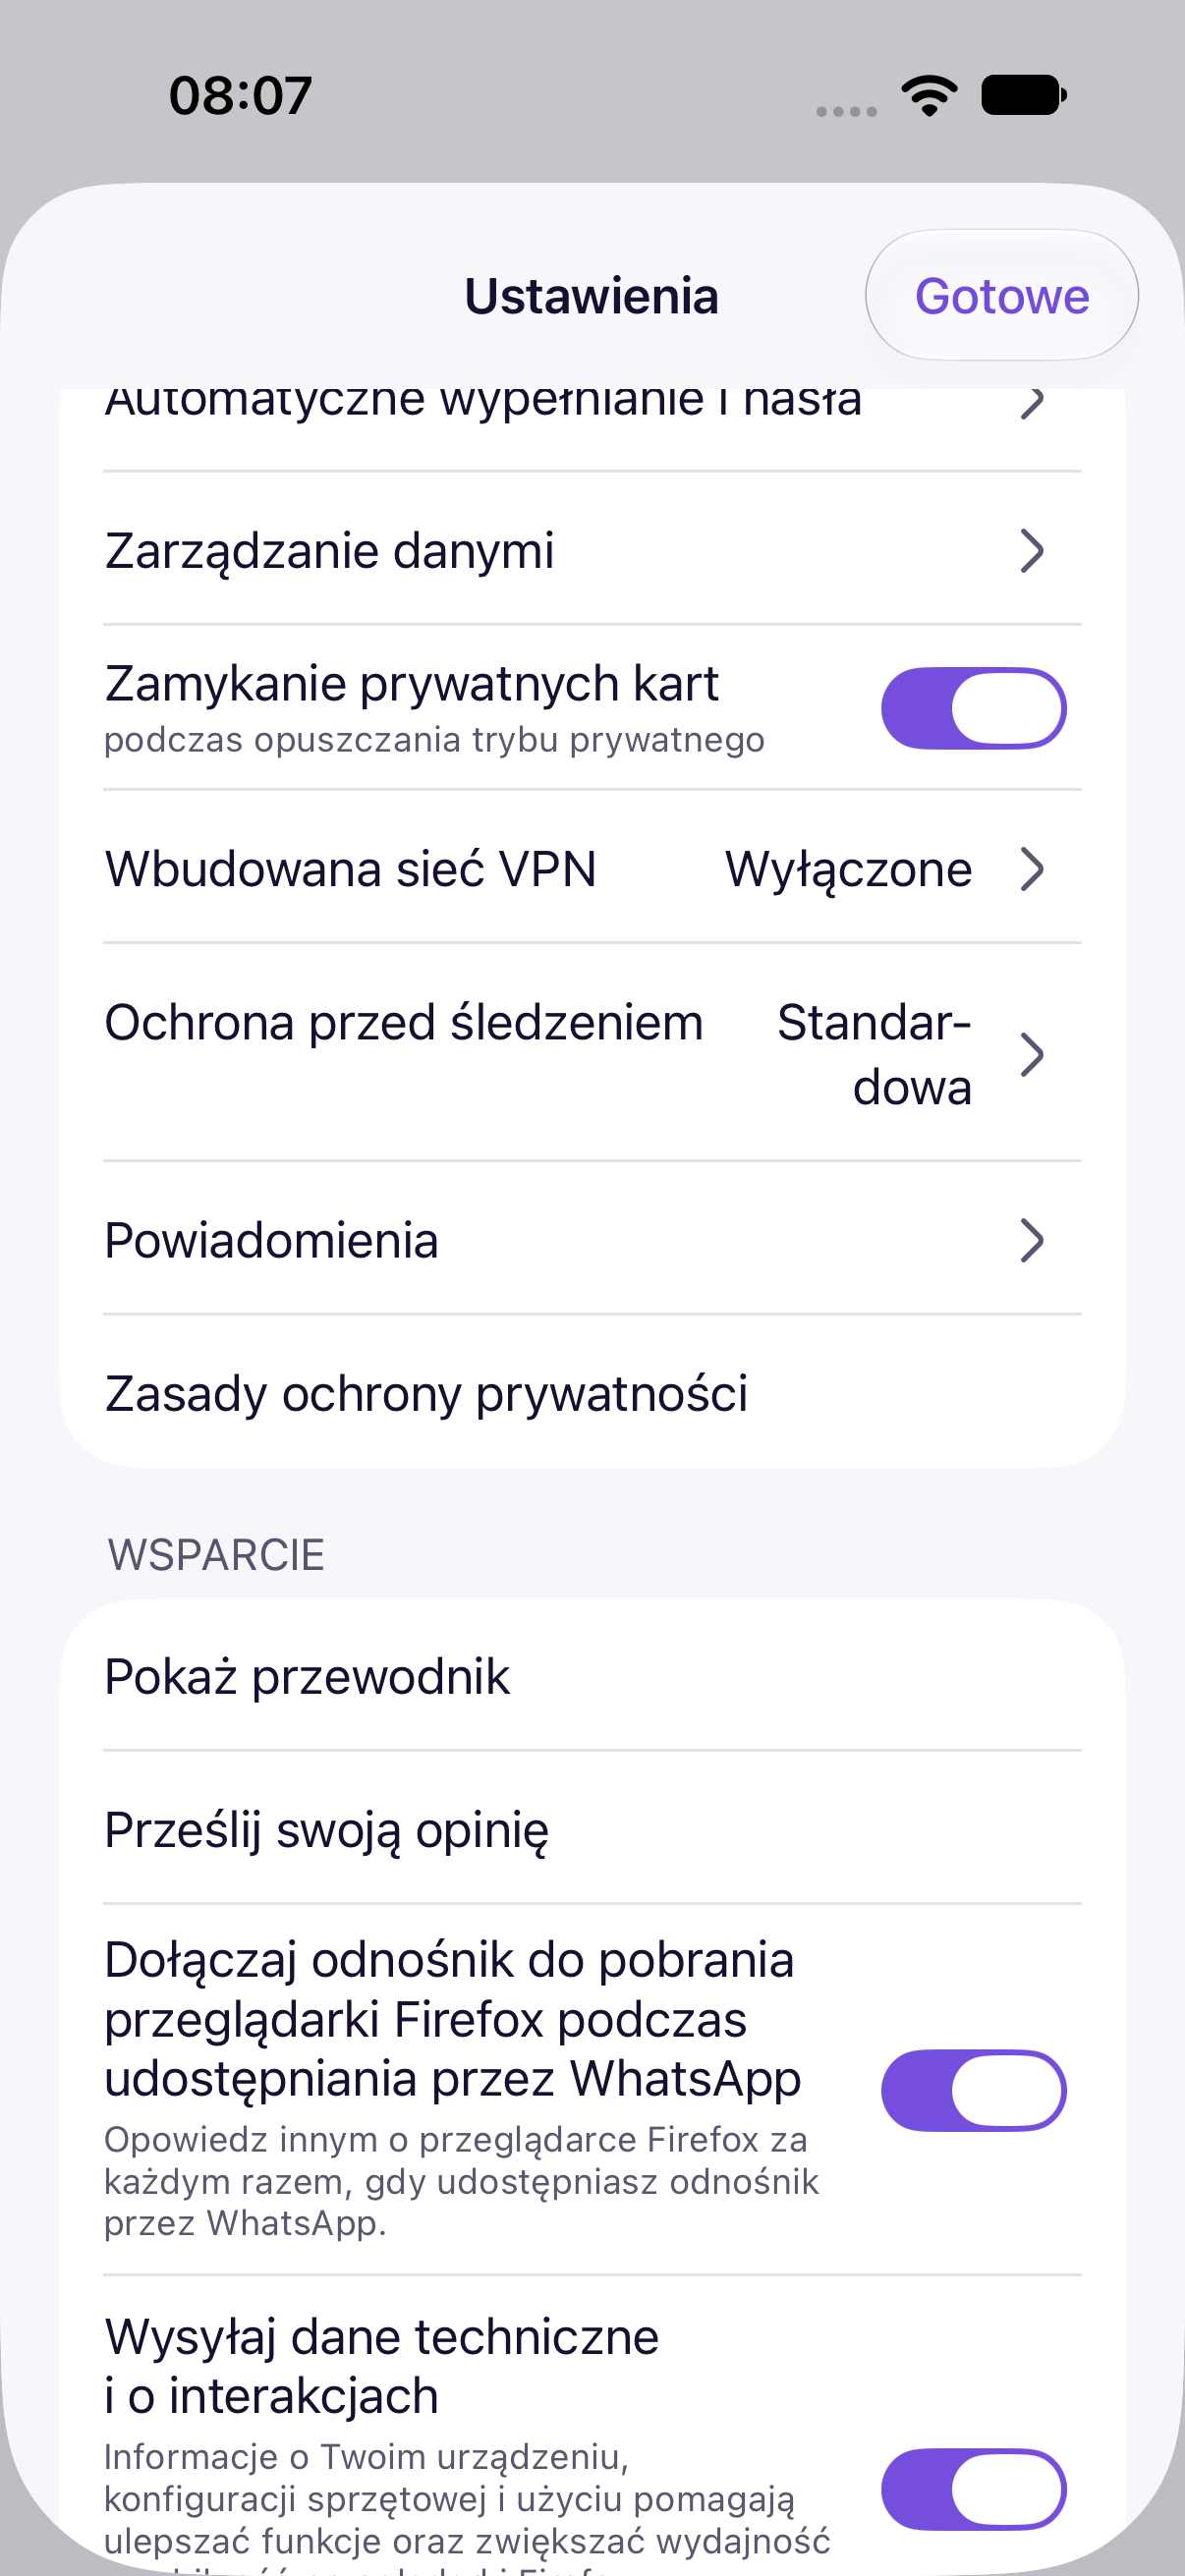 08:07
Ustawienia
Gotowe
Automatyczne wypełnianie i hasła
Zarządzanie danymi
Zamykanie prywatnych kart
podczas opuszczania trybu prywatnego
Wbudowana sieć VPN Wyłączone
Ochrona przed śledzeniem Standar-
dowa
Powiadomienia
Zasady ochrony prywatności
WSPARCIE
Pokaż przewodnik
Prześlij swoją opinię
Dołączaj odnośnik do pobrania
przeglądarki Firefox podczas
udostępniania przez WhatsApp
Opowiedz innym o przeglądarce Firefox za
każdym razem, gdy udostępniasz odnośnik
przez WhatsApp.
Wysyłaj dane techniczne
i o interakcjach
Informacje o Twoim urządzeniu,
konfiguracji sprzętowej i użyciu pomagają
ulepszać funkcje oraz zwiększać wydajność